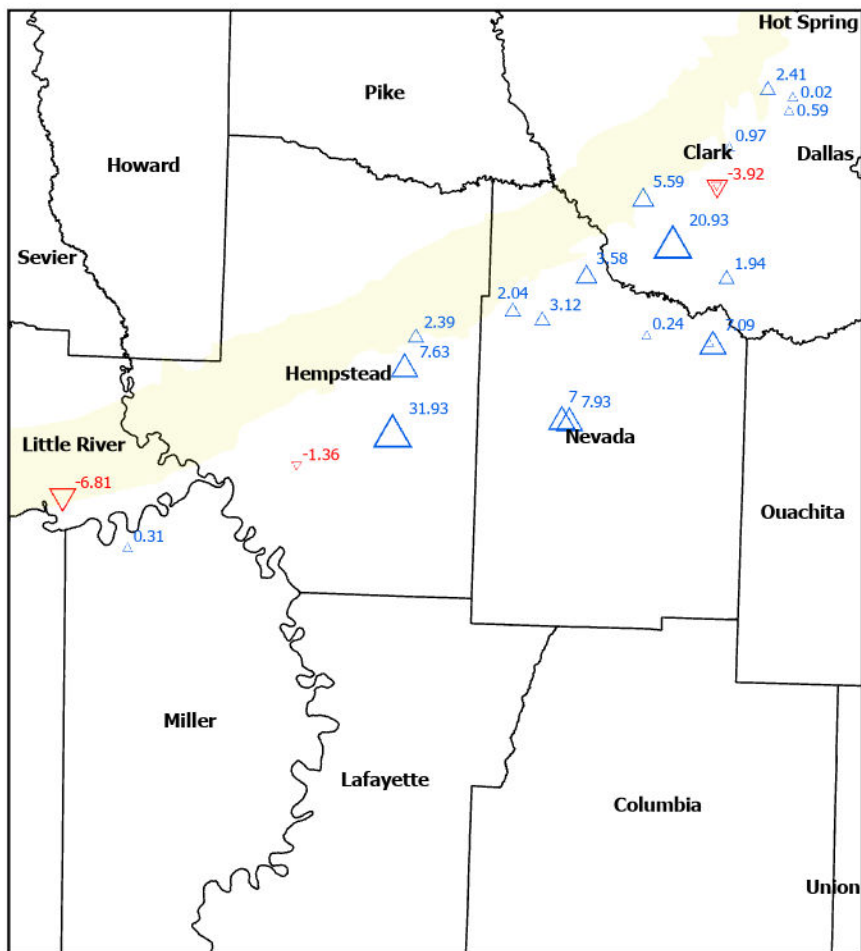 Hot Spring
2.41
0.02
0.59
Pike
0.97
Clark
Dallas
Howard
-3.92
5.59
20.93
Sevier
3.58
1.94
2.04
3.12
2.39
0.24
7.09
7.63
Hempstead
31.93
7
7.93
Nevada
Little River
-1.36
-6.81
Ouachita
0.31
Miller
Lafayette
Columbia
Union